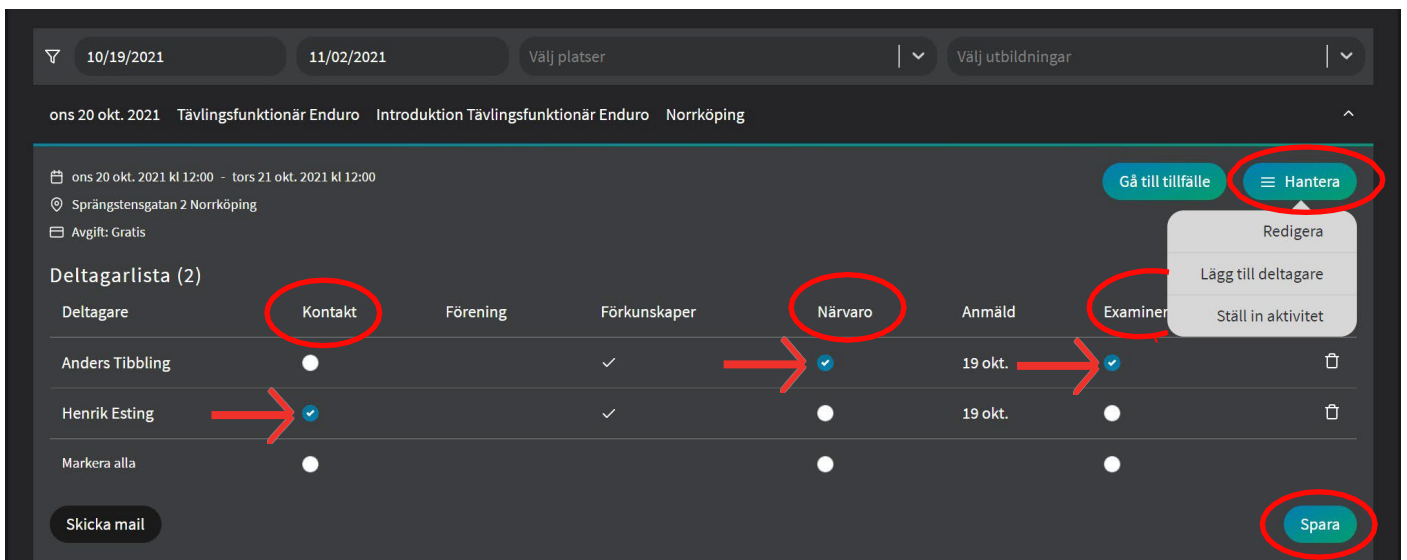 10/19/2021 11/02/2021 Välj platser Välj utbildningar
ons 20 okt. 2021 Tävlingsfunktionär Enduro Introduktion Tävlingsfunktionär Enduro Norrköping
ons 20 okt. 2021 kl 12:00 - tors 21 okt. 2021 kl 12:00
Gå till tillfälle Hantera
Sprängstensgatan 2 Norrköping
Avgift: Gratis
Redigera
Lägg till deltagare
Ställ in aktivitet
Deltagarlista (2)
Deltagare Kontakt Förening Förkunskaper Närvaro Anmäld Examiner
Anders Tibbling 19 okt.
Henrik Esting 19 okt.
Markera alla
Skicka mail Spara